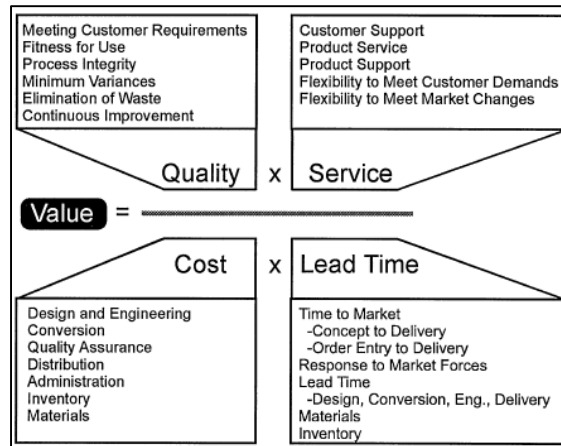 Meeting Customer Requirements
Fitness for Use
Process Integrity
Minimum Variances
Elimination of Waste
Continuous Improvement
Customer Support
Product Service
Product Support
Flexibility to Meet Customer Demands
Flexibility to Meet Market Changes
Quality x Service
Value =
Cost x Lead Time
Design and Engineering
Conversion
Quality Assurance
Distribution
Administration
Inventory
Materials
Time to Market
-Concept to Delivery
-Order Entry to Delivery
Response to Market Forces
Lead Time
-Design, Conversion, Eng., Delivery
Materials
Inventory